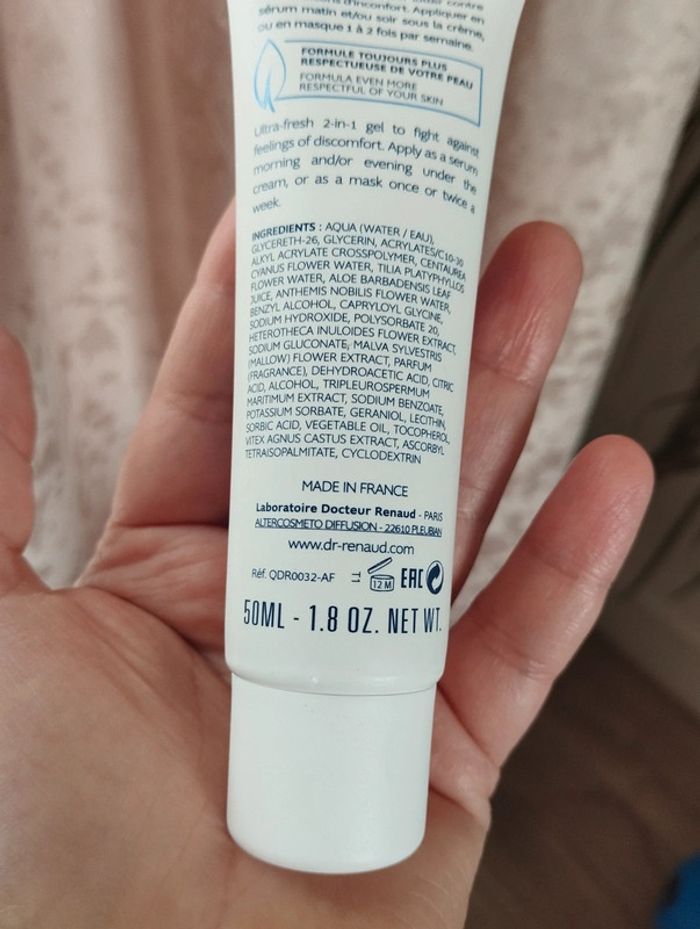 sérum matin et/ou soir sous la crème,
ou en masque 1 à 2 fois par semaine.
FORMULE TOUJOURS PLUS
RESPECTUEUSE DE VOTRE PEAU
FORMULA EVEN MORE
RESPECTFUL OF YOUR SKIN
Ultra-fresh 2-in-1 gel to fight against
feelings of discomfort. Apply as a serum
morning and/or evening under the
cream, or as a mask once or twice a
week.
INGREDIENTS : AQUA (WATER / EAU),
GLYCERETH-26, GLYCERIN, ACRYLATES/C10-30
ALKYL ACRYLATE CROSSPOLYMER, CENTAUREA
CYANUS FLOWER WATER, TILIA PLATYPHYLLOS
FLOWER WATER, ALOE BARBADENSIS LEAF
JUICE, ANTHEMIS NOBILIS FLOWER WATER,
BENZYL ALCOHOL, CAPRYLOYL GLYCINE,
SODIUM HYDROXIDE, POLYSORBATE 20,
HETEROTHECA INULOIDES FLOWER EXTRACT,
SODIUM GLUCONATE, MALVA SYLVESTRIS
(MALLOW) FLOWER EXTRACT, PARFUM
(FRAGRANCE), DEHYDROACETIC ACID, CITRIC
ACID, ALCOHOL, TRIPLEUROSPERMUM
MARITIMUM EXTRACT, SODIUM BENZOATE,
POTASSIUM SORBATE, GERANIOL, LECITHIN,
SORBIC ACID, VEGETABLE OIL, TOCOPHEROL,
VITEX AGNUS CASTUS EXTRACT, ASCORBYL
TETRAISOPALMITATE, CYCLODEXTRIN
MADE IN FRANCE
Laboratoire Docteur Renaud - PARIS
ALTERCOSMETO DIFFUSION - 22610 PLEUBIAN
www.dr-renaud.com
Réf. QDR0032-AF T1 12 M EAC
50ML - 1.8 OZ. NET WT.